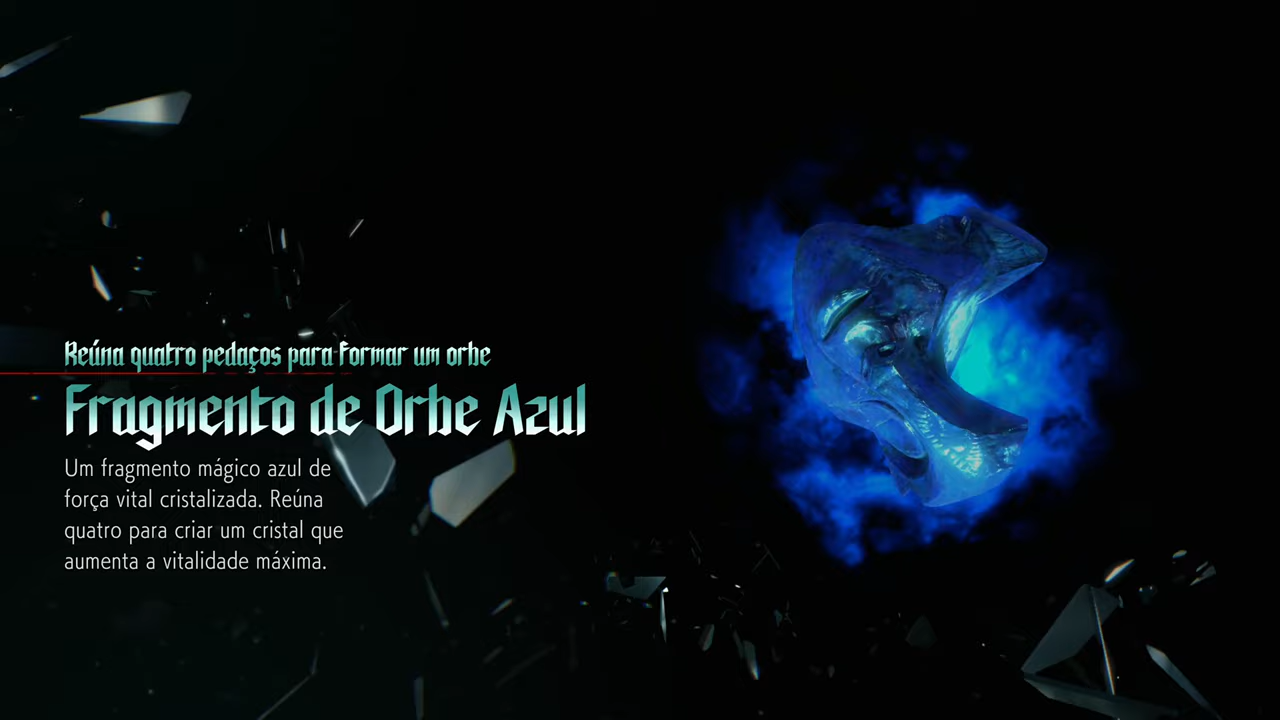 Reúna quatro pedaços para formar um orbe
Fragmento de Orbe Azul
Um fragmento mágico azul de
força vital cristalizada. Reúna
quatro para criar um cristal que
aumenta a vitalidade máxima.